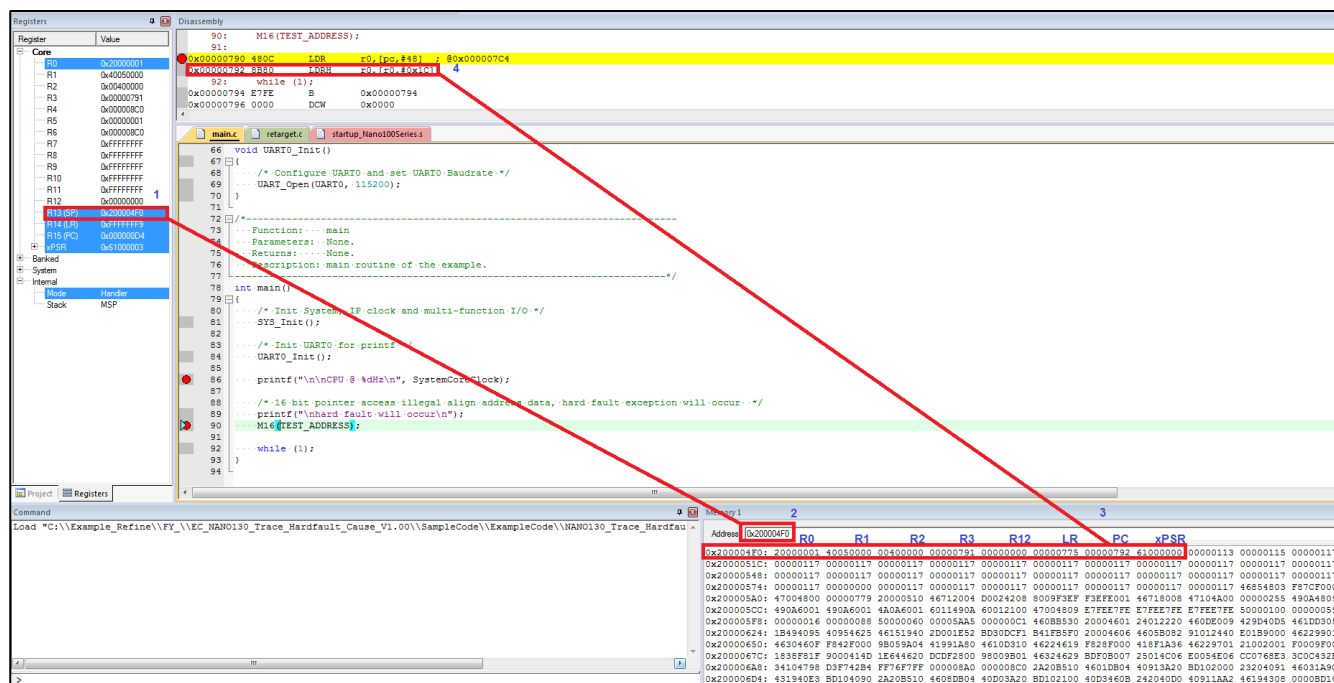 Registers
Register Value
Core
R0 0x20000001
R1 0x40050000
R2 0x00400000
R3 0x00000791
R4 0x000008C0
R5 0x00000001
R6 0x000008C0
R7 0xFFFFFFFF
R8 0xFFFFFFFF
R9 0xFFFFFFFF
R10 0xFFFFFFFF
R11 0xFFFFFFFF
R12 0x00000000
1
R13 (SP) 0x200004F0
R14 (LR) 0xFFFFFFF9
R15 (PC) 0x000000D4
xPSR 0x61000003
Banked
System
Internal
Mode Handler
Stack MSP
Project Registers
Disassembly
90: M16(TEST_ADDRESS);
91:
0x00000790 480C LDR r0,[pc,#48] ; @0x000007C4
0x00000792 8B80 LDRH r0,[r0,#0x1C] 4
92: while (1);
0x00000794 E7FE B 0x00000794
0x00000796 0000 DCW 0x0000
main.c retarget.c startup_Nano100Series.s
66 void UART0_Init()
67 {
68 /* Configure UART0 and set UART0 Baudrate */
69 UART_Open(UART0, 115200);
70 }
71
72 /*---------------------------------------------------------------------------
73 Function: main
74 Parameters: None.
75 Returns: None.
76 Description: main routine of the example.
77 ---------------------------------------------------------------------------*/
78 int main()
79 {
80 /* Init System, IP clock and multi-function I/O */
81 SYS_Init();
82
83 /* Init UART0 for printf */
84 UART0_Init();
85
86 printf("\n\nCPU @ %dHz\n", SystemCoreClock);
87
88 /* 16 bit pointer access illegal align address data, hard fault exception will occur */
89 printf("\nhard fault will occur\n");
90 M16(TEST_ADDRESS);
91
92 while (1);
93 }
94
Command
Load "C:\\Example_Refine\\FY_\\EC_NANO130_Trace_Hardfault_Cause_V1.00\\SampleCode\\ExampleCode\\NANO130_Trace_Hardfau
>
Memory 1 2 3
Address: 0x200004F0 R0 R1 R2 R3 R12 LR PC xPSR
0x200004F0: 20000001 40050000 00400000 00000791 00000000 00000775 00000792 61000000 00000113 00000115 00000117
0x2000051C: 00000117 00000000 00000117 00000117 00000117 00000117 00000117 00000117 00000117 00000117
0x20000548: 00000117 00000117 00000117 00000117 00000117 00000117 00000117 00000117 00000117 00000117
0x20000574:
0x200005A0: 47004800 00000779 20000510 46712004 D0024208 8009F3EF F3EFE001 46718008 47104A00 00000255 490A4809
0x200005CC: 490A6001 490A6001 4A0A6001 6011490A 60012100 47004809 E7FEE7FE E7FEE7FE E7FEE7FE 50000100
0x200005F8: 00000016 00000088 50000060 00005AA5 000000C1 460BB530 20004601 24012220 460DE009 429D40D5
0x20000624: 1B494095 40954625 46151940 2D001E52 BD30DCF1 B41FB5F0 20004606 4605B082 91012440 E01B9000
0x20000650: 4630460F F842F000 9B059A04 41991A80 4610D310 46224619 F828F000 418F1A36 46229701 21002001
0x2000067C: 1838F81F 9000414D 1E644620 DCDF2800 98009B01 46324629 BDF0B007 25014C06 E0054E06 CC0768E3
0x200006A8: 34104798 D3F742B4 FF76F7FF 000008A0 000008C0 2A20B510 4601DB04 40913A20 BD102000 23204091
0x200006D4: 431940E3 BD104090 2A20B510 4608DB04 40D03A20 BD102100 40D3460B 242040D0 40911AA2 46194308